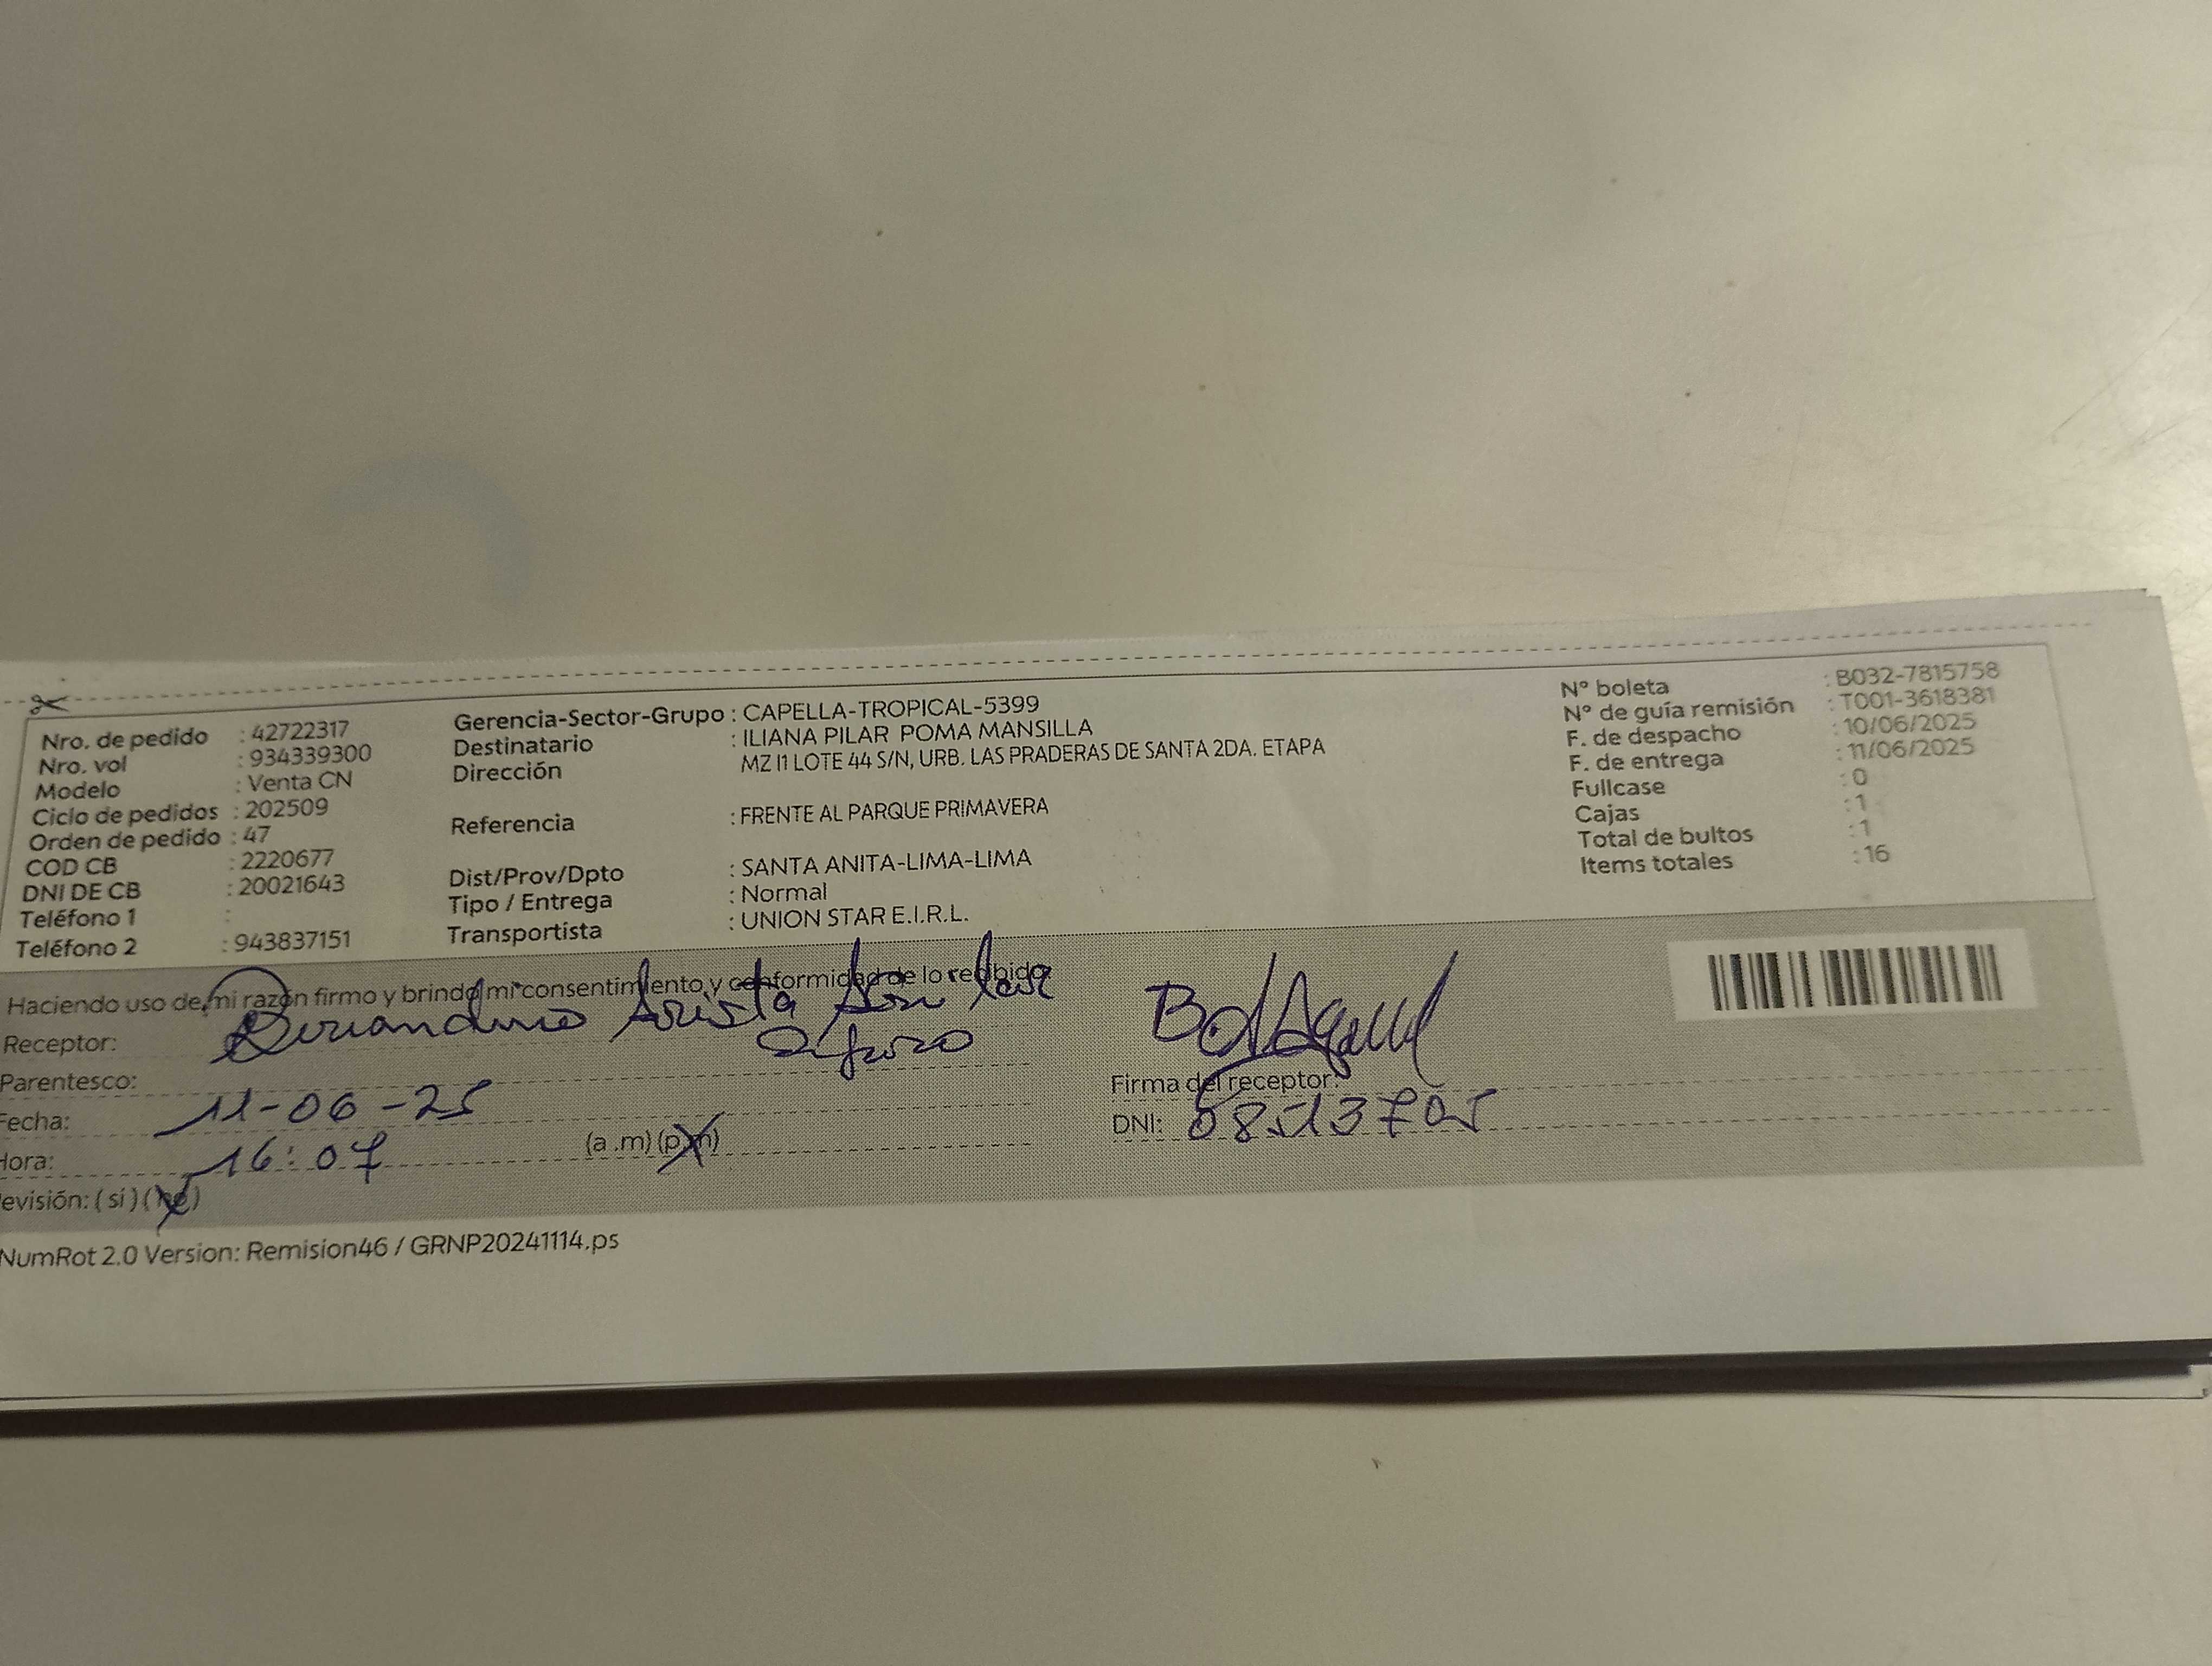 Nro. de pedido : 42722317
Nro. vol : 934339300
Modelo : Venta CN
Ciclo de pedidos : 202509
Orden de pedido : 47
COD CB : 2220677
DNI DE CB : 20021643
Teléfono 1 :
Teléfono 2 : 943837151
Gerencia-Sector-Grupo : CAPELLA-TROPICAL-5399
Destinatario : ILIANA PILAR POMA MANSILLA
Dirección MZ I1 LOTE 44 S/N, URB. LAS PRADERAS DE SANTA 2DA. ETAPA
Referencia : FRENTE AL PARQUE PRIMAVERA
Dist/Prov/Dpto : SANTA ANITA-LIMA-LIMA
Tipo / Entrega : Normal
Transportista : UNION STAR E.I.R.L.
N° boleta : B032-7815758
N° de guía remisión : T001-3618381
F. de despacho : 10/06/2025
F. de entrega : 11/06/2025
Fullcase : 0
Cajas : 1
Total de bultos : 1
Items totales : 16
Haciendo uso de mi razón firmo y brindo mi consentimiento y conformidad de lo recibido
Receptor: Arista
Parentesco:
Fecha: 11-06-25
Hora: 16:07 (a .m) (p.m)
evisión: ( si ) ( no )
Firma del receptor:
DNI: 08513705
NumRot 2.0 Version: Remision46 / GRNP20241114.ps